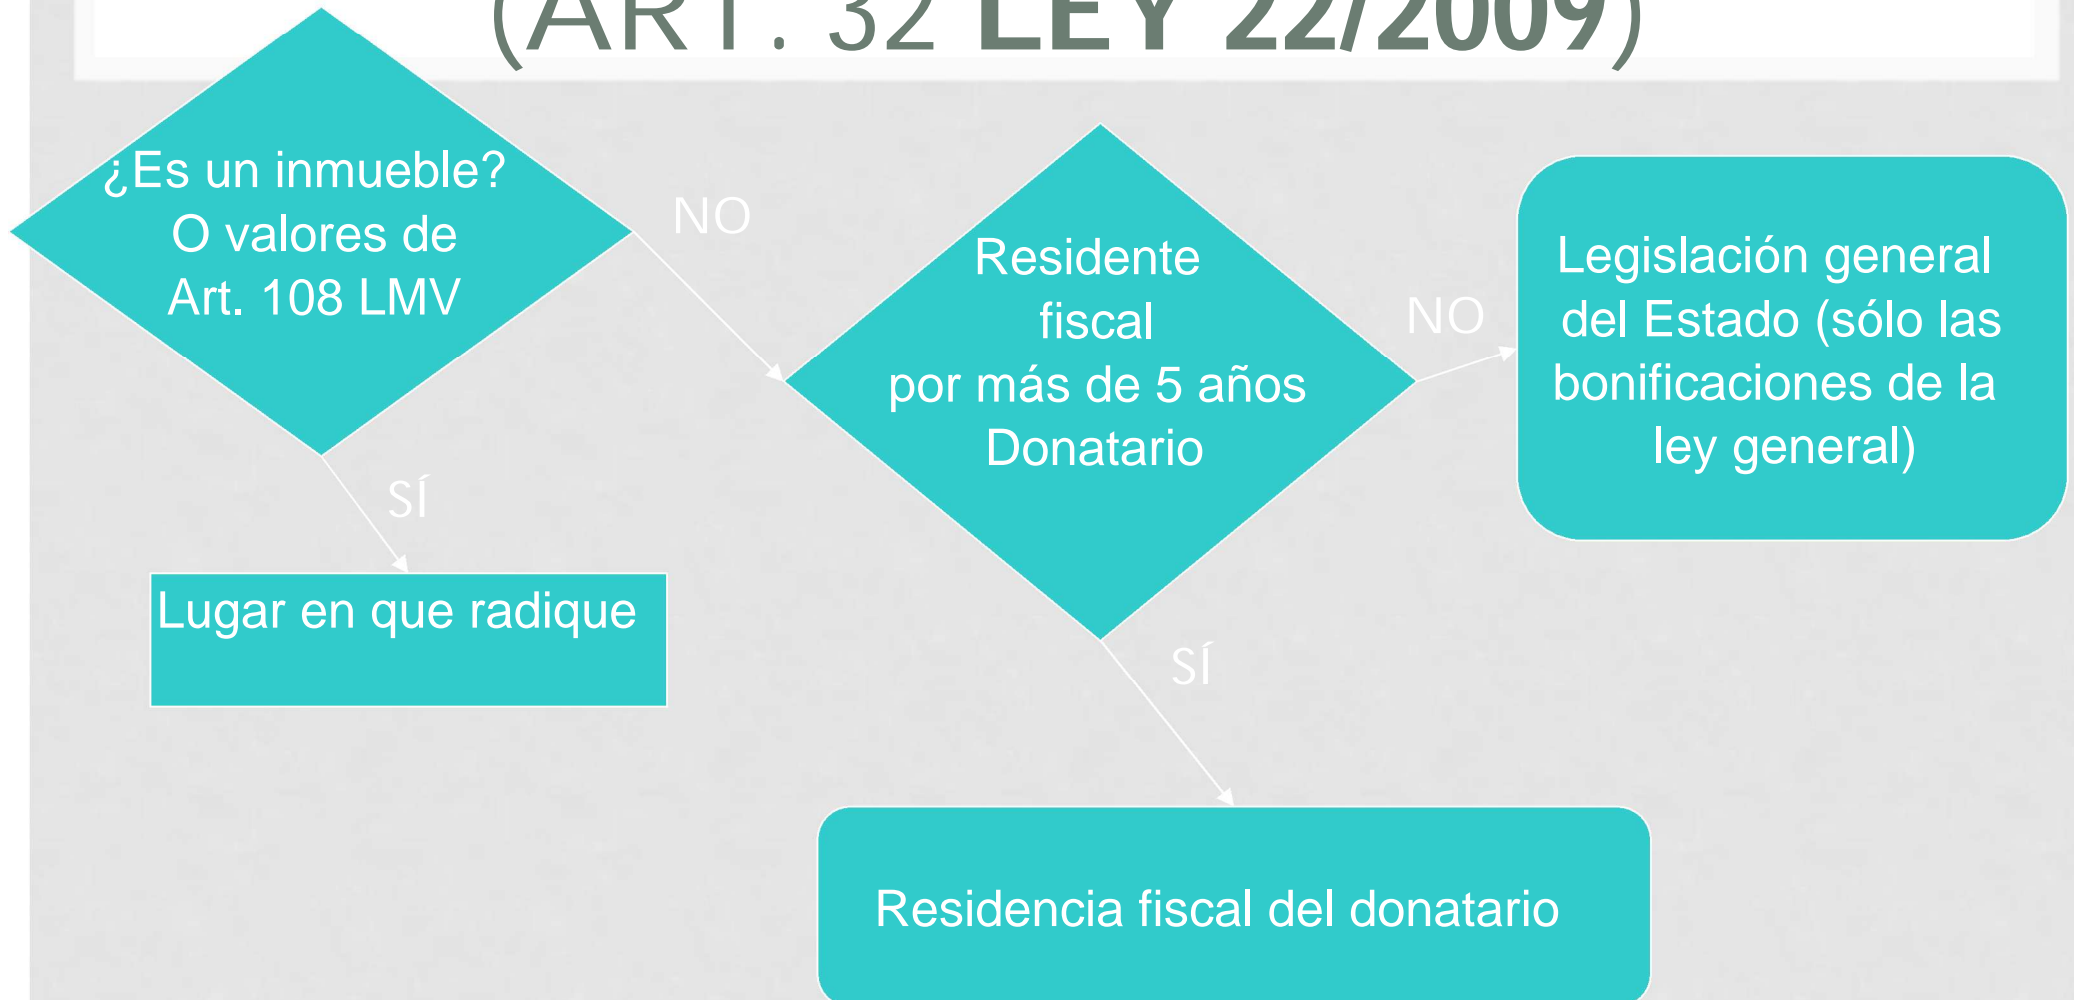 (ART. 32 LEY 22/2009)
¿Es un inmueble?
O valores de
Art. 108 LMV
NO
Residente
fiscal
por más de 5 años
Donatario
NO
Legislación general
del Estado (sólo las
bonificaciones de la
ley general)
SÍ
Lugar en que radique
SÍ
Residencia fiscal del donatario